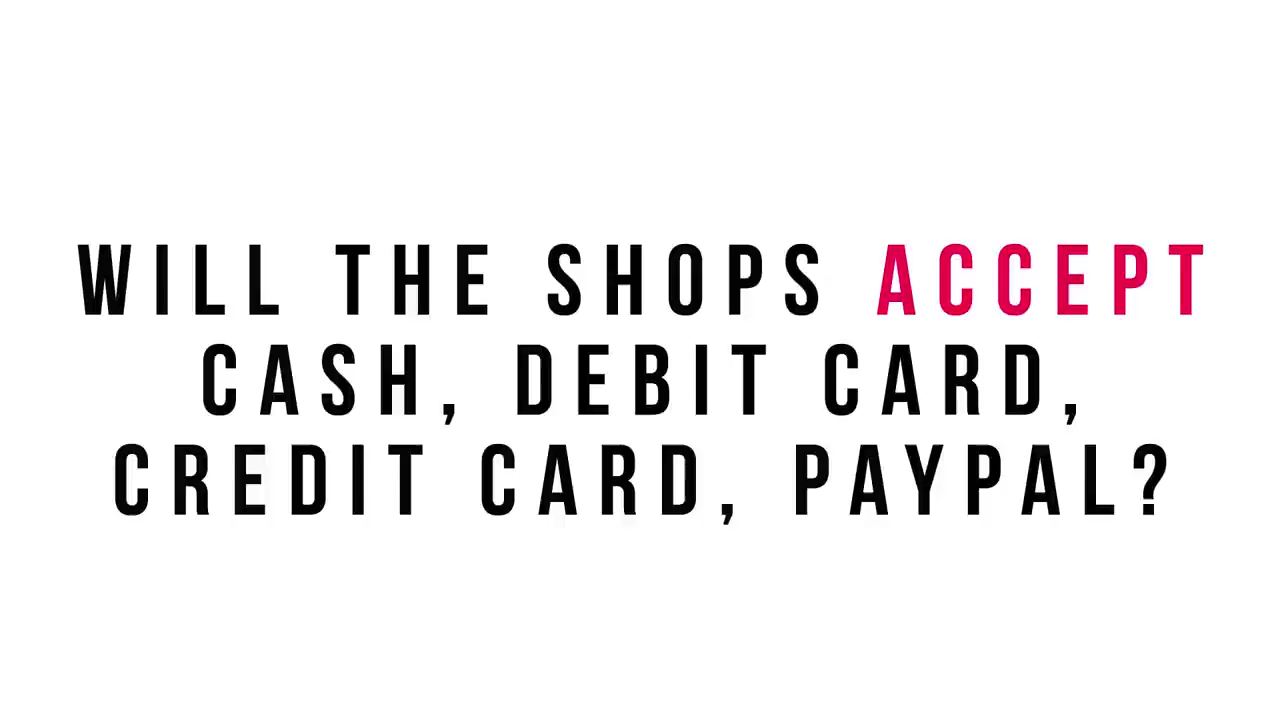 WILL THE SHOPS ACCEPT
CASH, DEBIT CARD,
CREDIT CARD, PAYPAL?